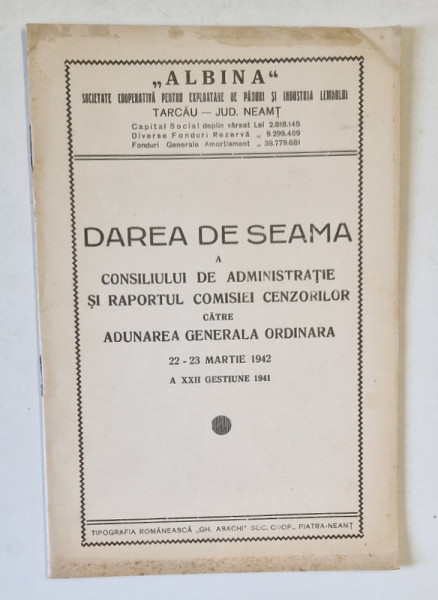 „ALBINA“
SOCIETATE COOPERATIVĂ PENTRU EXPLOATARE DE PĂDURI ŞI INDUSTRIA LEMNULUI
TARCĂU — JUD. NEAMŢ
Capital Social deplin vărsat Lei 2.818.145
Diverse Fonduri Rezervă „ 9.299.489
Fonduri Generale Amortisment „ 38.779.681
DAREA DE SEAMA
A
CONSILIULUI DE ADMINISTRAŢIE
ŞI RAPORTUL COMISIEI CENZORILOR
CĂTRE
ADUNAREA GENERALA ORDINARA
22 - 23 MARTIE 1942
A XXII GESTIUNE 1941
TIPOGRAFIA ROMÂNEASCĂ „GH. ASACHI“ SOC. COOP., PIATRA-NEAMŢ